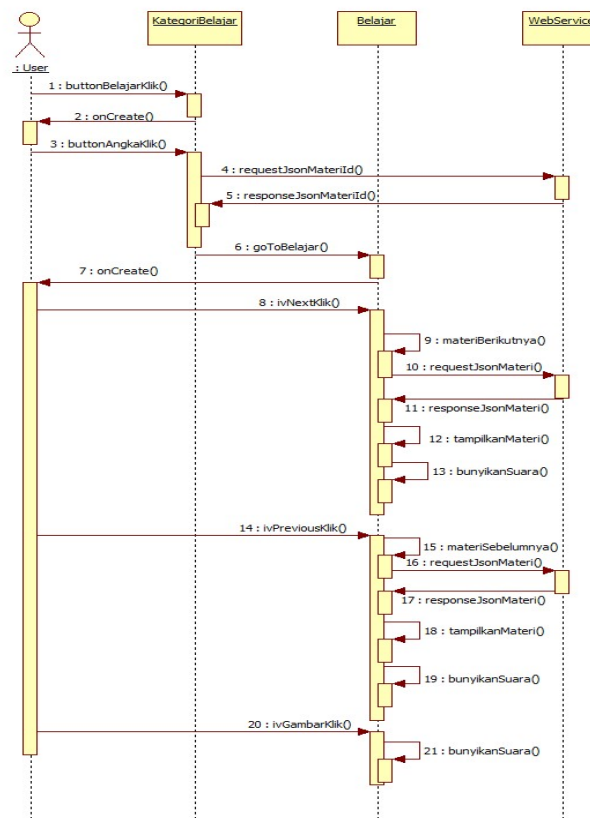 KategoriBelajar
Belajar
WebService
: User
1 : buttonBelajarKlik()
2 : onCreate()
3 : buttonAngkaKlik()
4 : requestJsonMateriId()
5 : responseJsonMateriId()
6 : goToBelajar()
7 : onCreate()
8 : ivNextKlik()
9 : materiBerikutnya()
10 : requestJsonMateri()
11 : responseJsonMateri()
12 : tampilkanMateri()
13 : bunyikanSuara()
14 : ivPreviousKlik()
15 : materiSebelumnya()
16 : requestJsonMateri()
17 : responseJsonMateri()
18 : tampilkanMateri()
19 : bunyikanSuara()
20 : ivGambarKlik()
21 : bunyikanSuara()